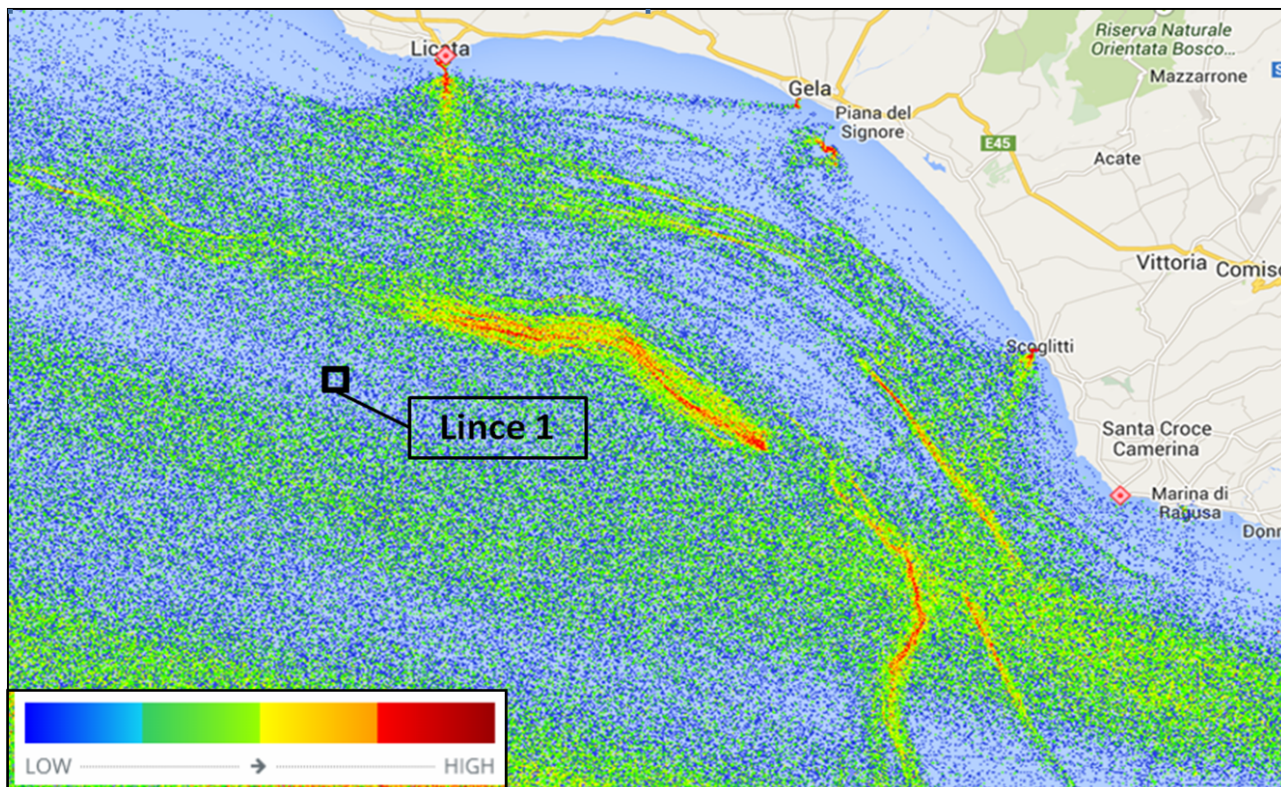 Riserva Naturale
Orientata Bosco...
Licata
Mazzarrone
S
Gela
Piana del
Signore
E45
Acate
Vittoria
Comiso
Scoglitti
Lince 1
Santa Croce
Camerina
Marina di
Ragusa
Donn
LOW
HIGH